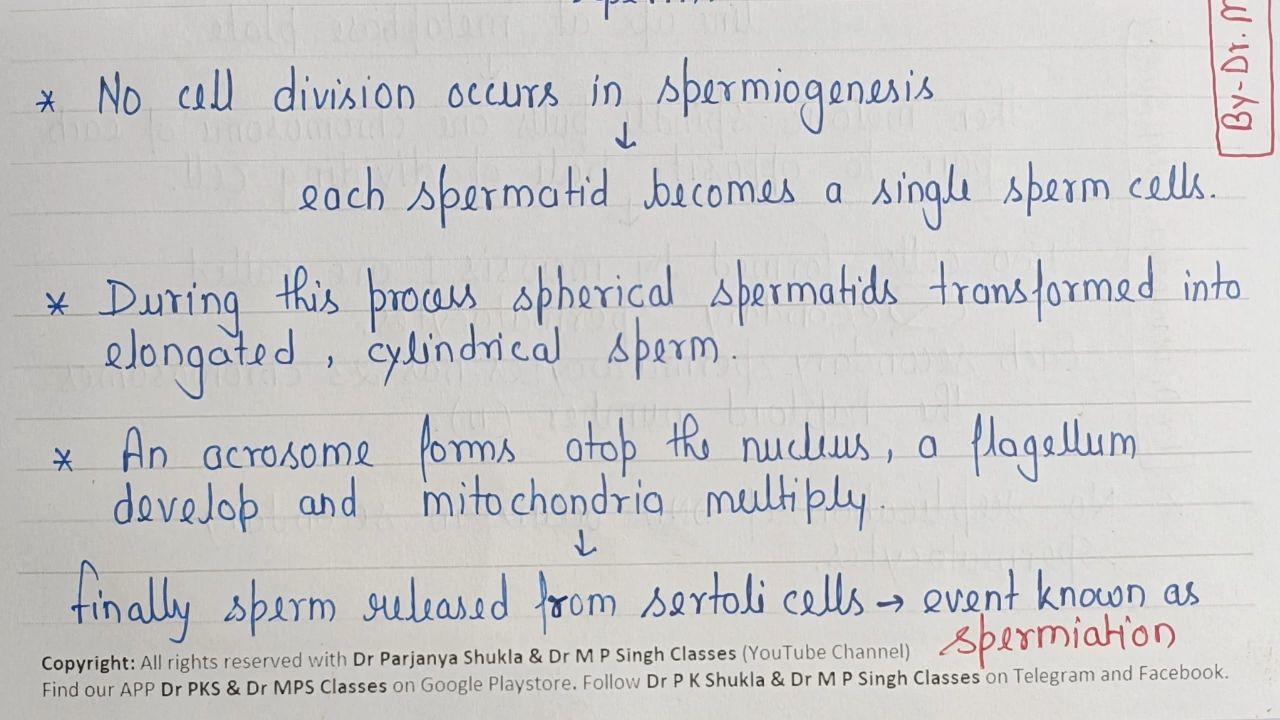 * No cell division occurs in spermiogenesis
↓
each spermatid becomes a single sperm cells.
* During this process spherical spermatids transformed into
elongated, cylindrical sperm.
* An acrosome forms atop the nucleus, a flagellum
develop and mitochondria multiply.
↓
finally sperm released from sertoli cells → event known as
spermiation
Copyright: All rights reserved with Dr Parjanya Shukla & Dr M P Singh Classes (YouTube Channel)
Find our APP Dr PKS & Dr MPS Classes on Google Playstore. Follow Dr P K Shukla & Dr M P Singh Classes on Telegram and Facebook.
By-Dr. M